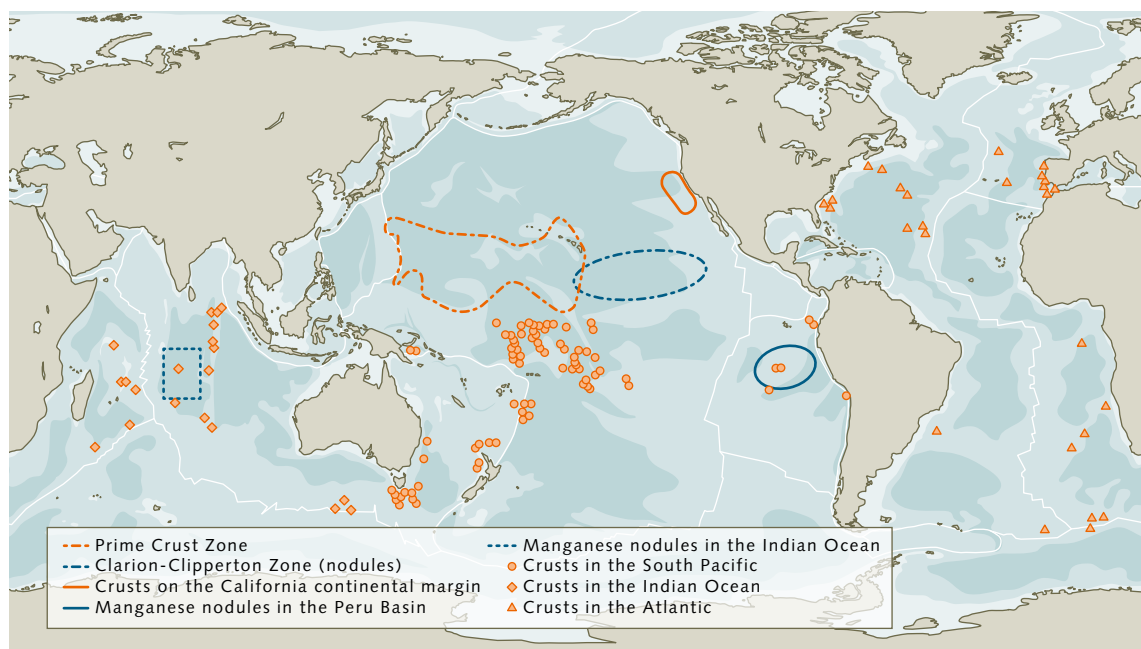 Prime Crust Zone
Clarion-Clipperton Zone (nodules)
Crusts on the California continental margin
Manganese nodules in the Peru Basin
Manganese nodules in the Indian Ocean
Crusts in the South Pacific
Crusts in the Indian Ocean
Crusts in the Atlantic